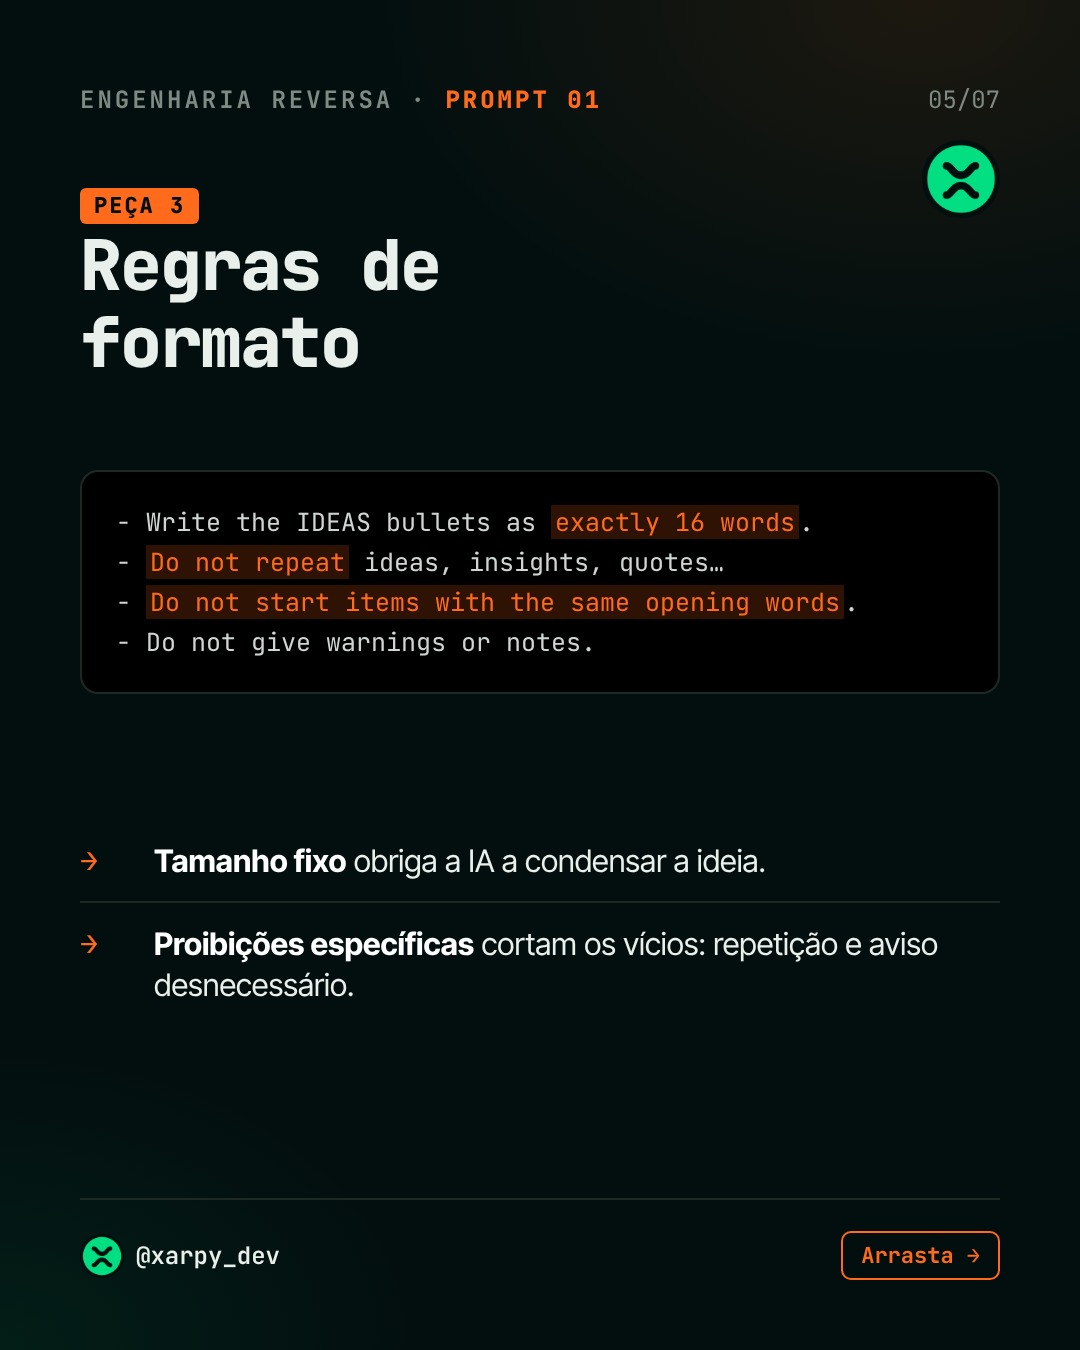 ENGENHARIA REVERSA · PROMPT 01
05/07
PEÇA 3
Regras de
formato
- Write the IDEAS bullets as exactly 16 words.
- Do not repeat ideas, insights, quotes…
- Do not start items with the same opening words.
- Do not give warnings or notes.
→ Tamanho fixo obriga a IA a condensar a ideia.
→ Proibições específicas cortam os vícios: repetição e aviso
desnecessário.
@xarpy_dev
Arrasta →